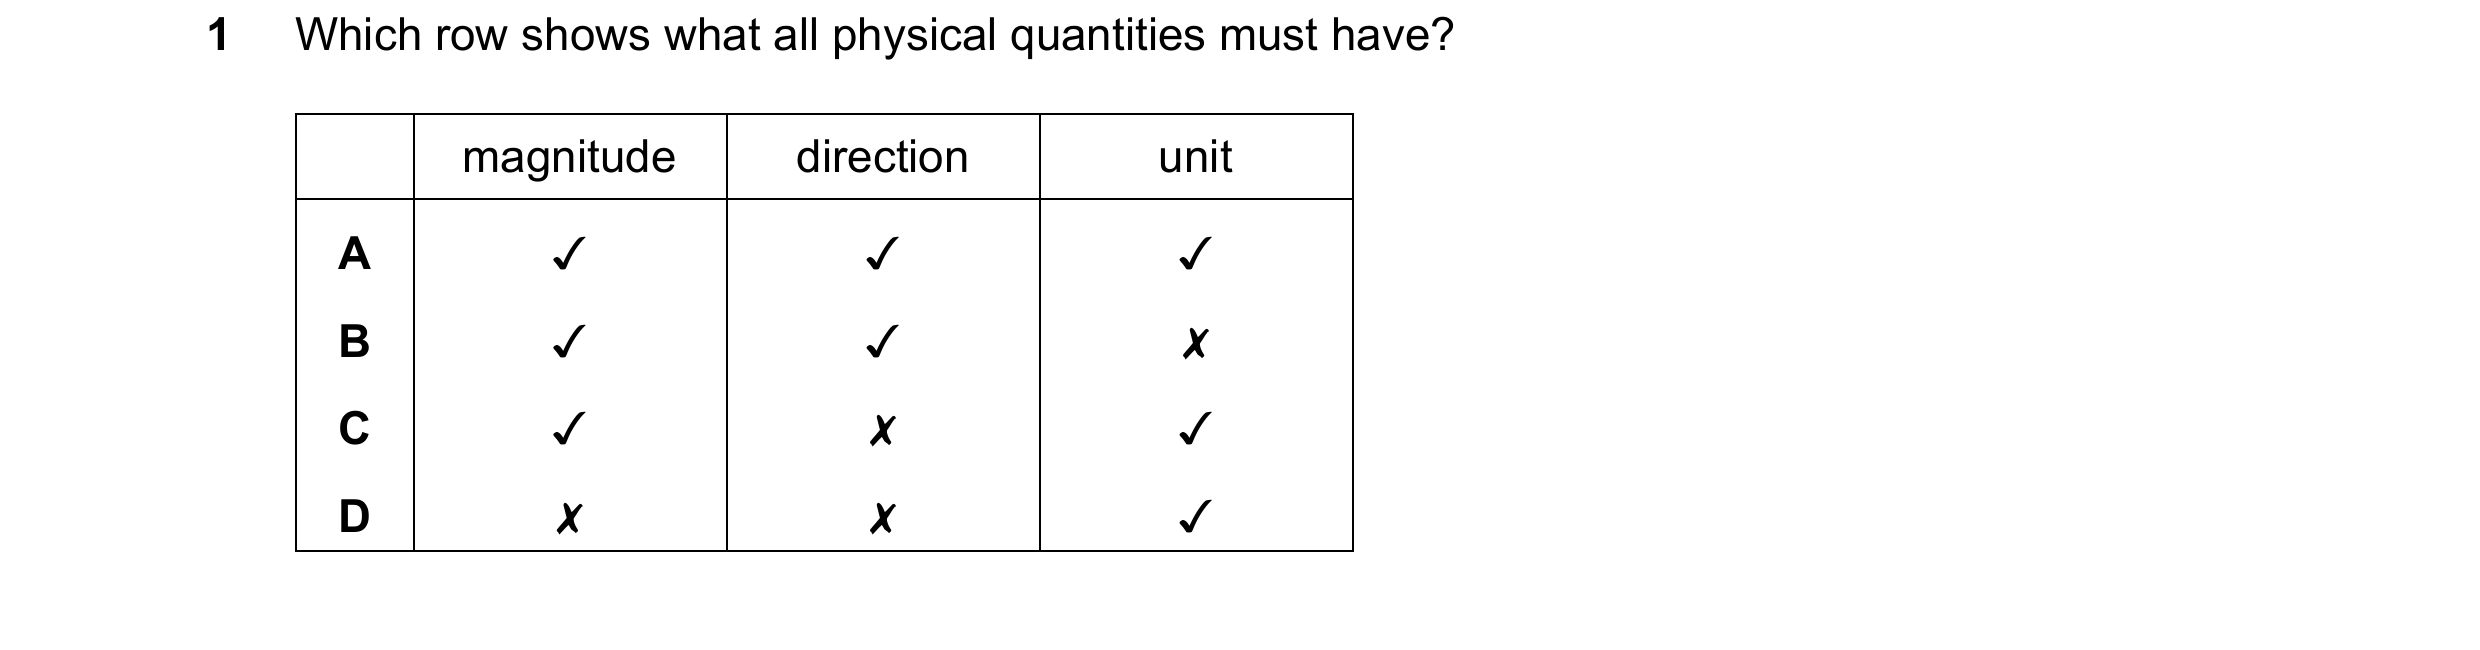 1 Which row shows what all physical quantities must have?
magnitude direction unit
A ✓ ✓ ✓
B ✓ ✓ ✗
C ✓ ✗ ✓
D ✗ ✗ ✓